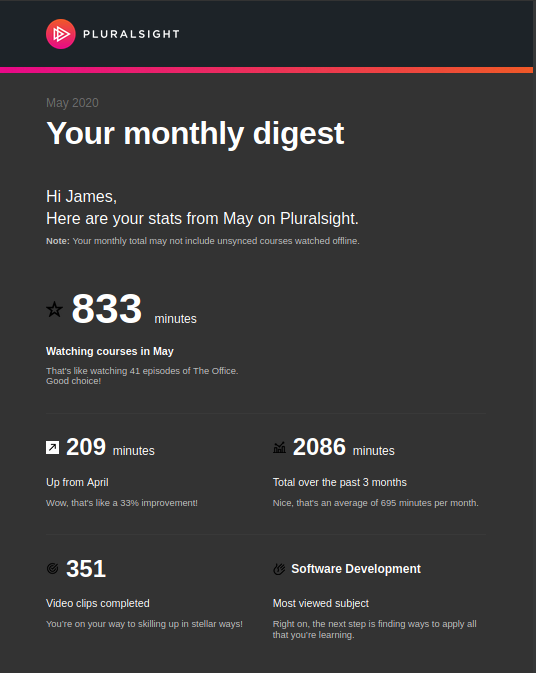 PLURALSIGHT
May 2020
Your monthly digest
Hi James,
Here are your stats from May on Pluralsight.
Note: Your monthly total may not include unsynced courses watched offline.
833 minutes
Watching courses in May
That's like watching 41 episodes of The Office.
Good choice!
209 minutes
Up from April
Wow, that's like a 33% improvement!
2086 minutes
Total over the past 3 months
Nice, that's an average of 695 minutes per month.
351
Video clips completed
You're on your way to skilling up in stellar ways!
Software Development
Most viewed subject
Right on, the next step is finding ways to apply all
that you're learning.